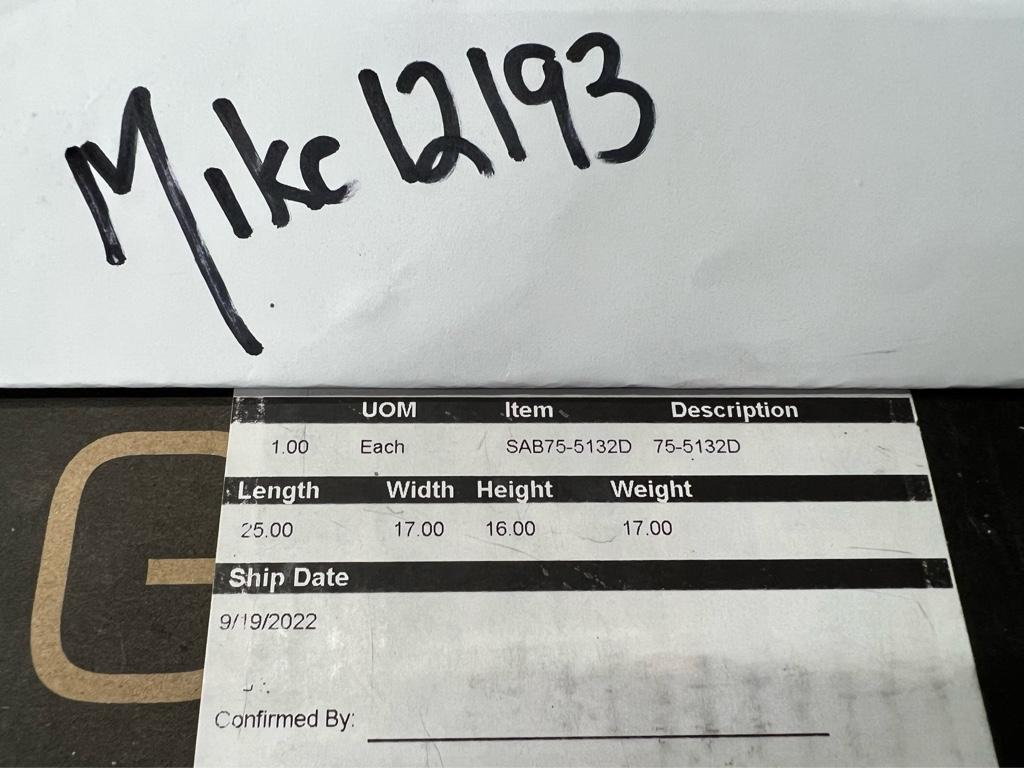 Mike 12193
UOM Item Description
1.00 Each SAB75-5132D 75-5132D
Length Width Height Weight
25.00 17.00 16.00 17.00
Ship Date
9/19/2022
Confirmed By:
G